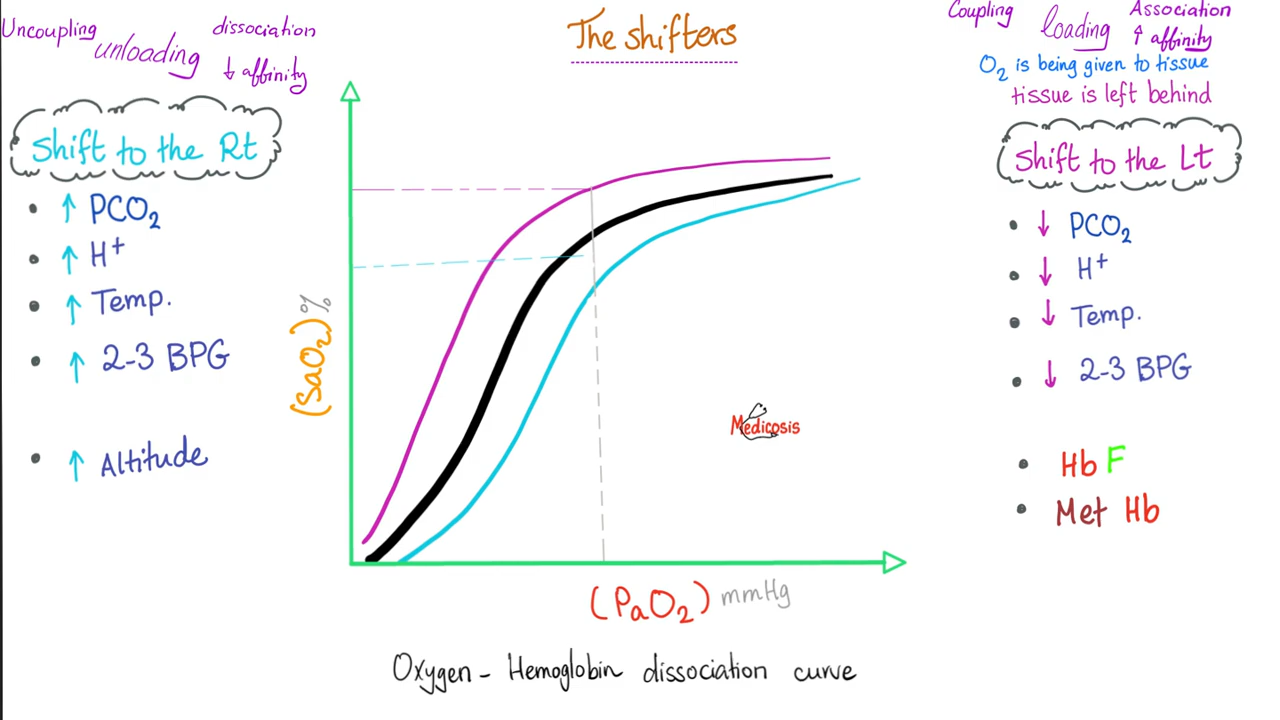 The shifters
Uncoupling unloading dissociation
↓ affinity
Shift to the Rt
• ↑ PCO₂
• ↑ H⁺
• ↑ Temp.
• ↑ 2-3 BPG
• ↑ Altitude
(SaO₂) %
(PaO₂) mmHg
Medicosis
Oxygen - Hemoglobin dissociation curve
Coupling loading Association
↑ affinity
O₂ is being given to tissue
tissue is left behind
Shift to the Lt
• ↓ PCO₂
• ↓ H⁺
• ↓ Temp.
• ↓ 2-3 BPG
• Hb F
• Met Hb